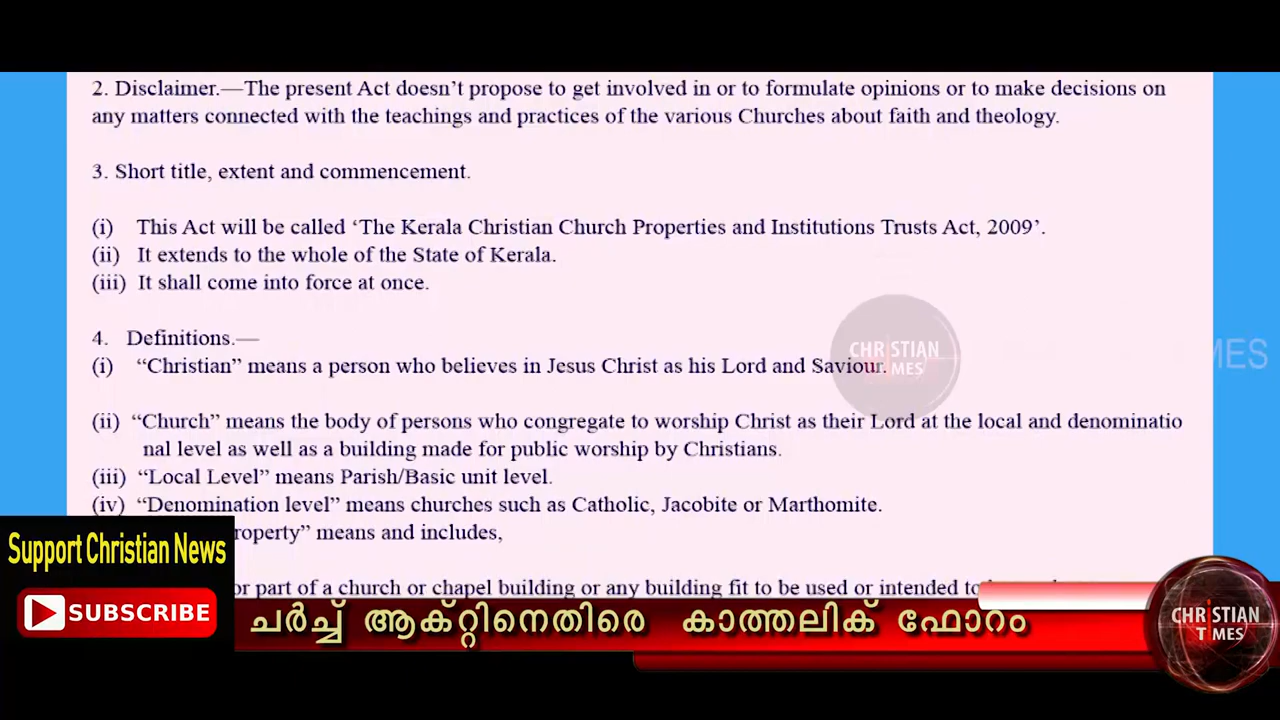 2. Disclaimer.—The present Act doesn't propose to get involved in or to formulate opinions or to make decisions on
any matters connected with the teachings and practices of the various Churches about faith and theology.
3. Short title, extent and commencement.
(i) This Act will be called ‘The Kerala Christian Church Properties and Institutions Trusts Act, 2009’.
(ii) It extends to the whole of the State of Kerala.
(iii) It shall come into force at once.
4. Definitions.—
(i) “Christian” means a person who believes in Jesus Christ as his Lord and Saviour.
CHRISTIAN
TIMES
MES
(ii) “Church” means the body of persons who congregate to worship Christ as their Lord at the local and denominatio
nal level as well as a building made for public worship by Christians.
(iii) “Local Level” means Parish/Basic unit level.
(iv) “Denomination level” means churches such as Catholic, Jacobite or Marthomite.
roperty” means and includes,
or part of a church or chapel building or any building fit to be used or intended to
Support Christian News
SUBSCRIBE
ചർച്ച് ആക്റ്റിനെതിരെ കാത്തലിക് ഫോറം
CHRISTIAN
TIMES